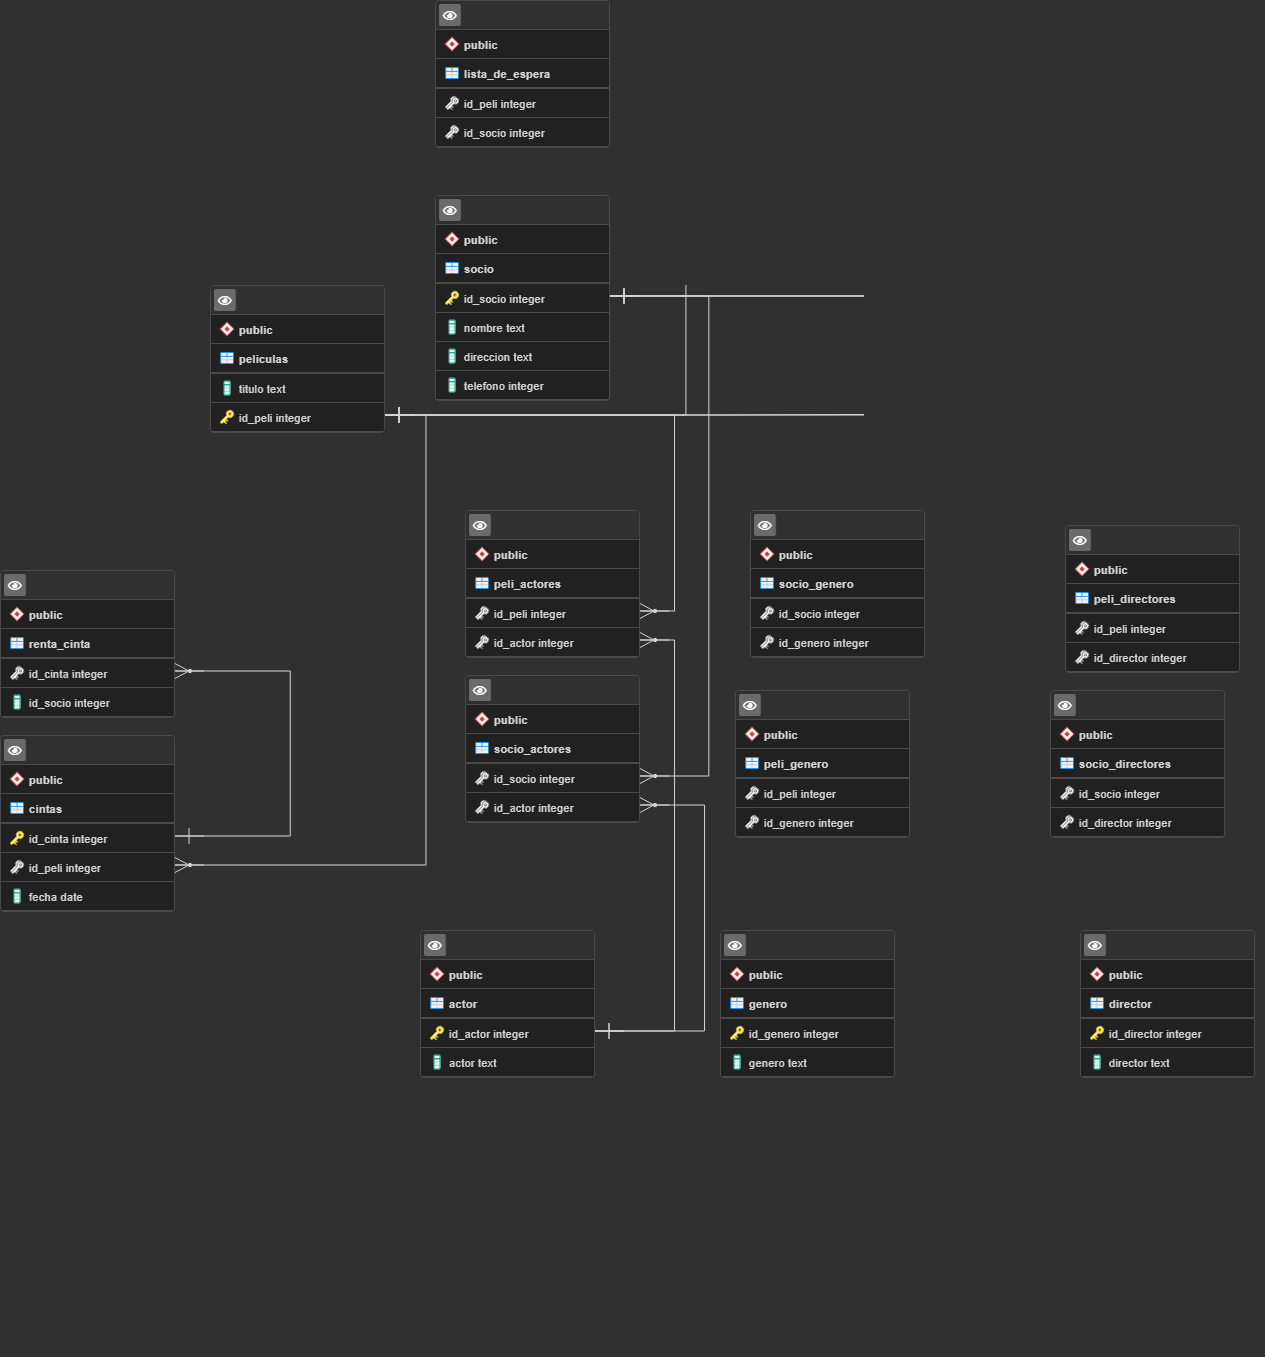 public
lista_de_espera
id_peli integer
id_socio integer
public
socio
id_socio integer
nombre text
direccion text
telefono integer
public
peliculas
titulo text
id_peli integer
public
peli_actores
id_peli integer
id_actor integer
public
socio_genero
id_socio integer
id_genero integer
public
peli_directores
id_peli integer
id_director integer
public
renta_cinta
id_cinta integer
id_socio integer
public
socio_actores
id_socio integer
id_actor integer
public
peli_genero
id_peli integer
id_genero integer
public
socio_directores
id_socio integer
id_director integer
public
cintas
id_cinta integer
id_peli integer
fecha date
public
actor
id_actor integer
actor text
public
genero
id_genero integer
genero text
public
director
id_director integer
director text